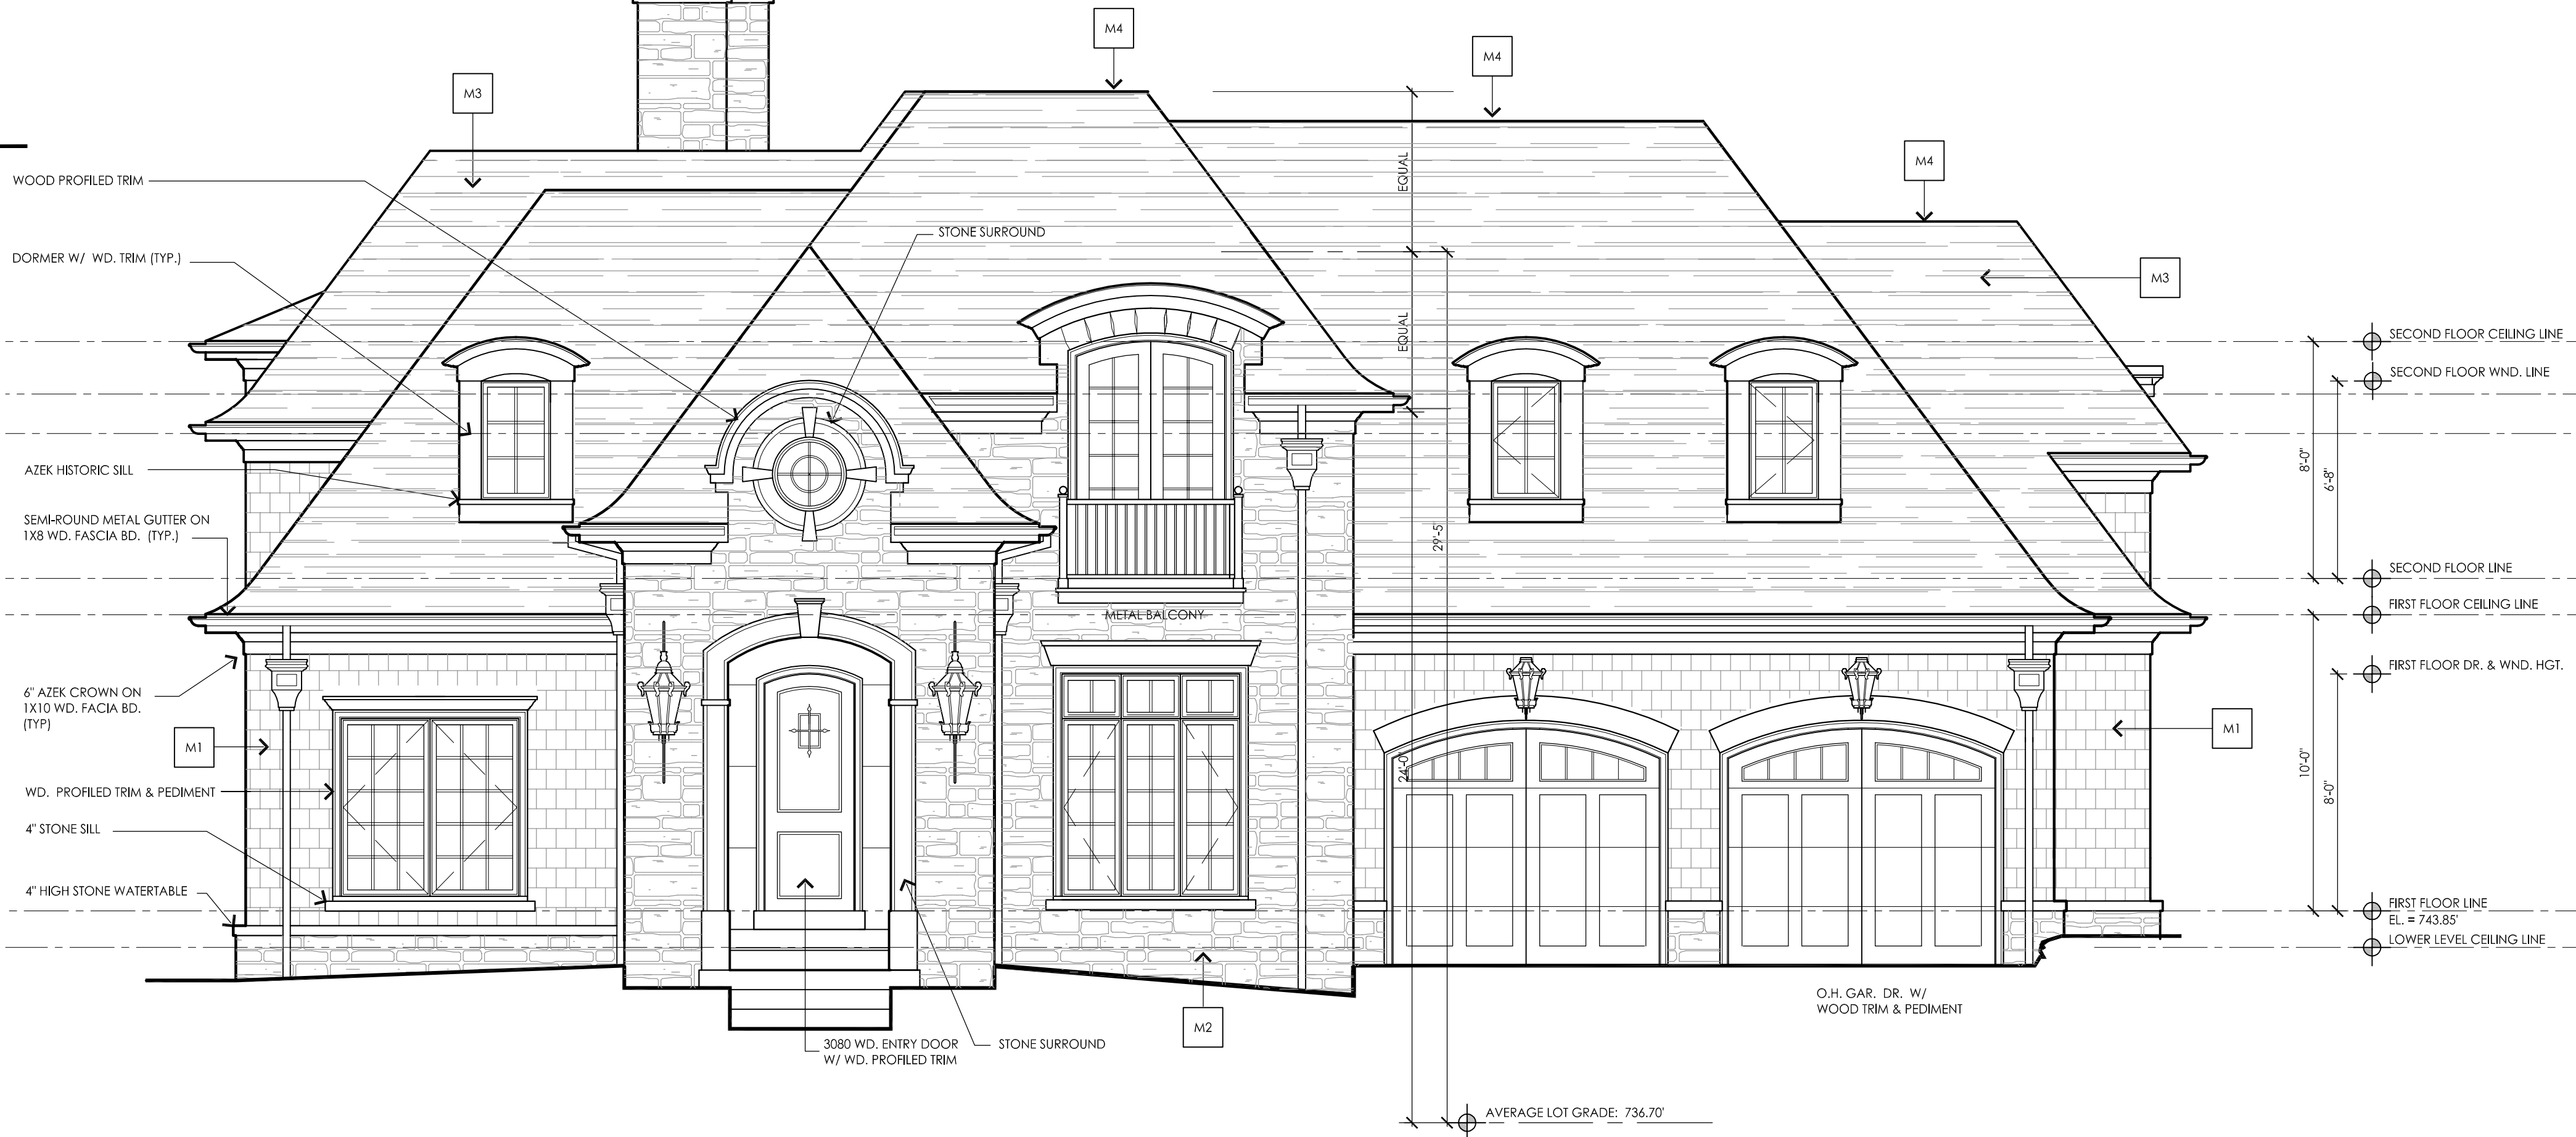 M4
M4
M3
M4
WOOD PROFILED TRIM
EQUAL
STONE SURROUND
DORMER W/ WD. TRIM (TYP.)
M3
EQUAL
SECOND FLOOR CEILING LINE
SECOND FLOOR WND. LINE
AZEK HISTORIC SILL
8'-0"
6'-8"
SEMI-ROUND METAL GUTTER ON
1X8 WD. FASCIA BD. (TYP.)
29'-5"
SECOND FLOOR LINE
FIRST FLOOR CEILING LINE
METAL BALCONY
FIRST FLOOR DR. & WND. HGT.
6" AZEK CROWN ON
1X10 WD. FACIA BD.
(TYP)
M1
M1
24'-0"
10'-0"
8'-0"
WD. PROFILED TRIM & PEDIMENT
4" STONE SILL
4" HIGH STONE WATERTABLE
FIRST FLOOR LINE
EL. = 743.85'
LOWER LEVEL CEILING LINE
O.H. GAR. DR. W/
WOOD TRIM & PEDIMENT
M2
3080 WD. ENTRY DOOR
W/ WD. PROFILED TRIM
STONE SURROUND
AVERAGE LOT GRADE: 736.70'